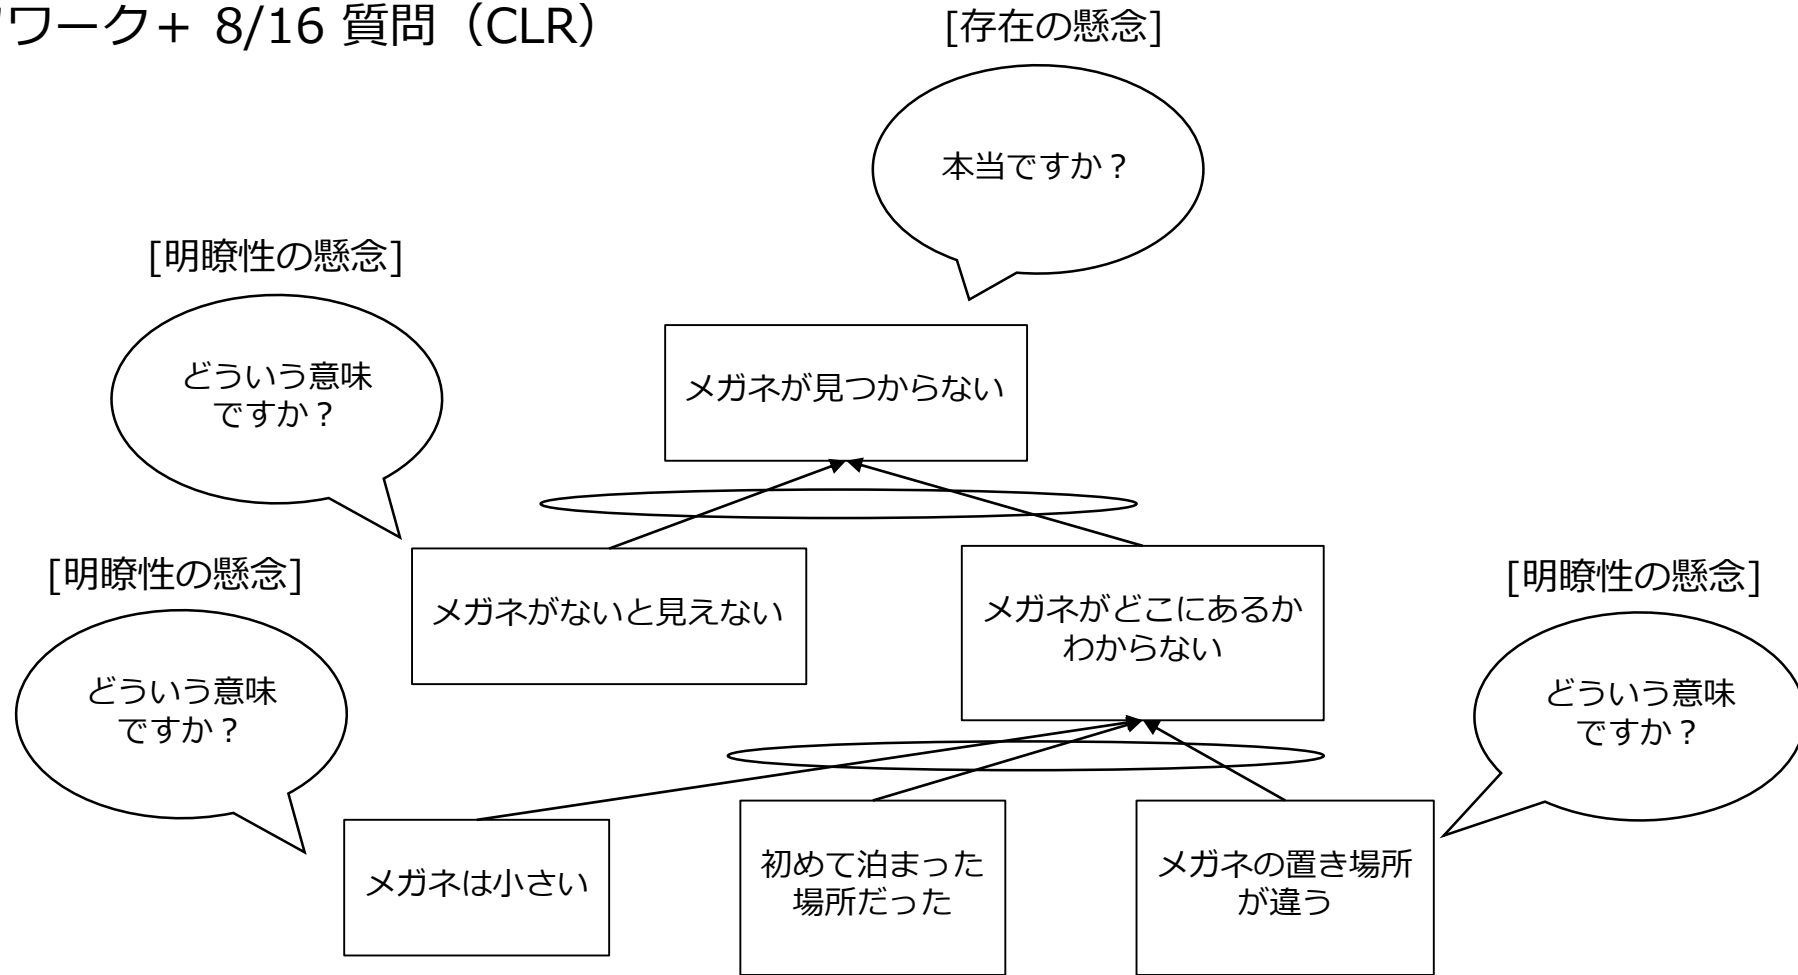 ワーク＋ 8/16 質問（CLR）
[存在の懸念]
本当ですか？
[明瞭性の懸念]
どういう意味
ですか？
メガネが見つからない
[明瞭性の懸念]
どういう意味
ですか？
メガネがないと見えない
メガネがどこにあるか
わからない
[明瞭性の懸念]
どういう意味
ですか？
メガネは小さい
初めて泊まった
場所だった
メガネの置き場所
が違う